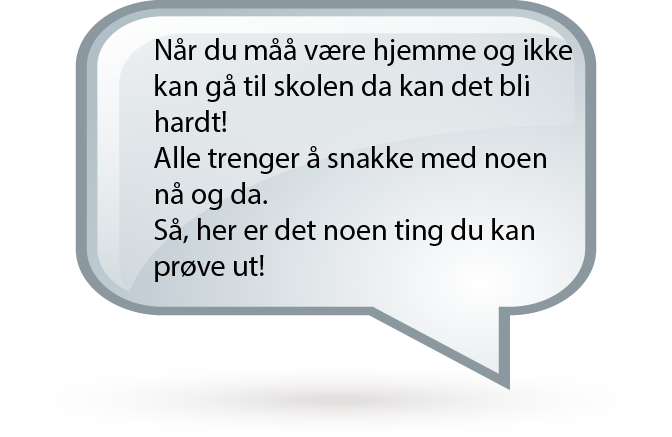 Når du måå være hjemme og ikke
kan gå til skolen da kan det bli
hardt!
Alle trenger å snakke med noen
nå og da.
Så, her er det noen ting du kan
prøve ut!